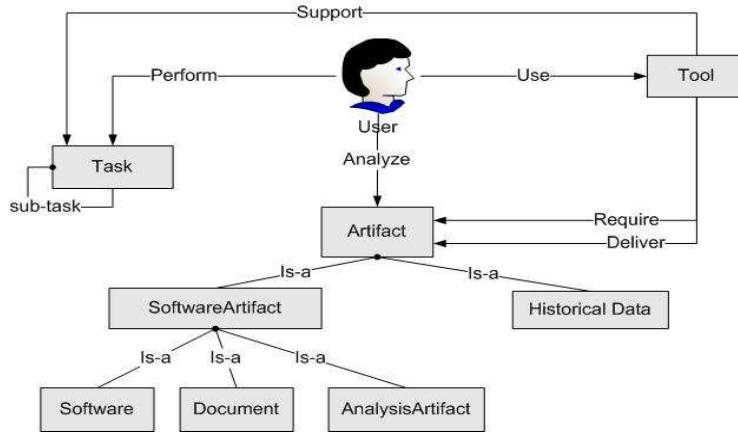 Support
Perform
Use
Tool
User
Task
Analyze
sub-task
Artifact
Require
Deliver
Is-a
Is-a
SoftwareArtifact
Historical Data
Is-a
Is-a
Is-a
Software
Document
AnalysisArtifact